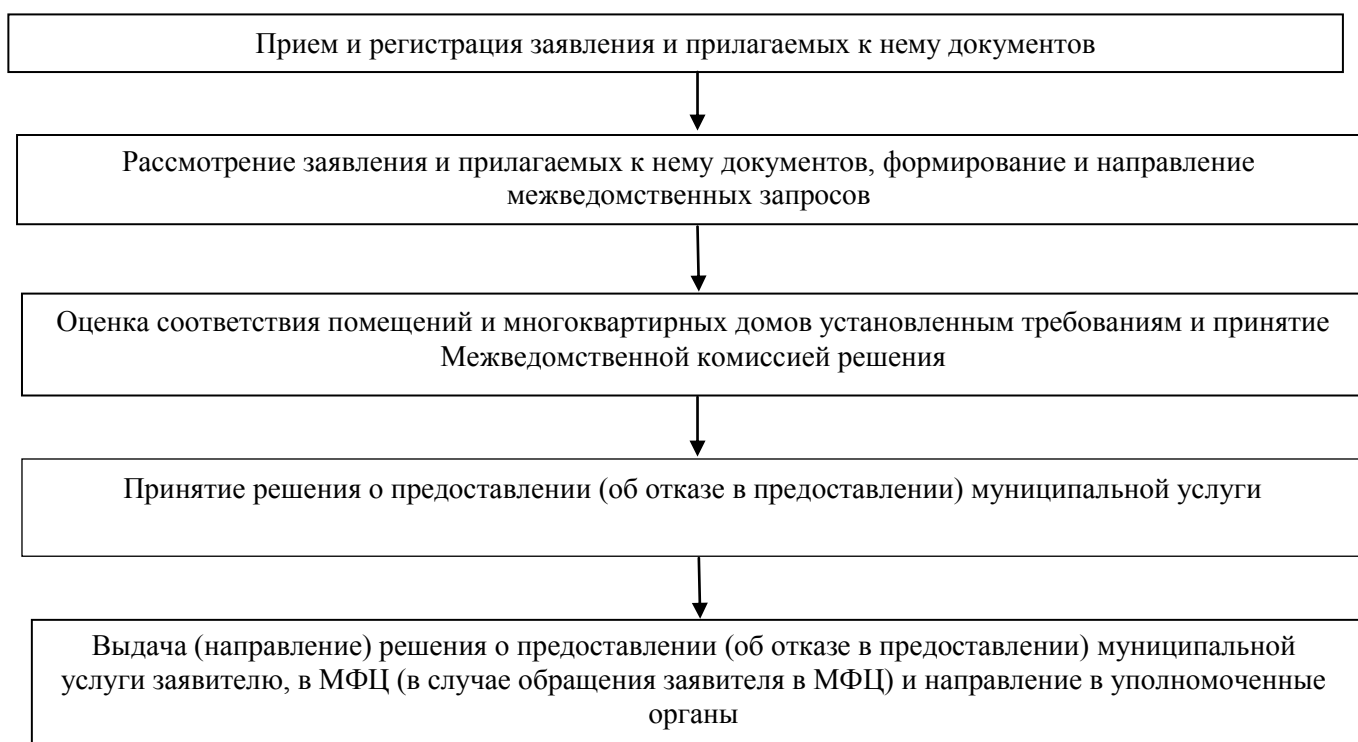 Прием и регистрация заявления и прилагаемых к нему документов
Рассмотрение заявления и прилагаемых к нему документов, формирование и направление
межведомственных запросов
Оценка соответствия помещений и многоквартирных домов установленным требованиям и принятие
Межведомственной комиссией решения
Принятие решения о предоставлении (об отказе в предоставлении) муниципальной услуги
Выдача (направление) решения о предоставлении (об отказе в предоставлении) муниципальной
услуги заявителю, в МФЦ (в случае обращения заявителя в МФЦ) и направление в уполномоченные
органы